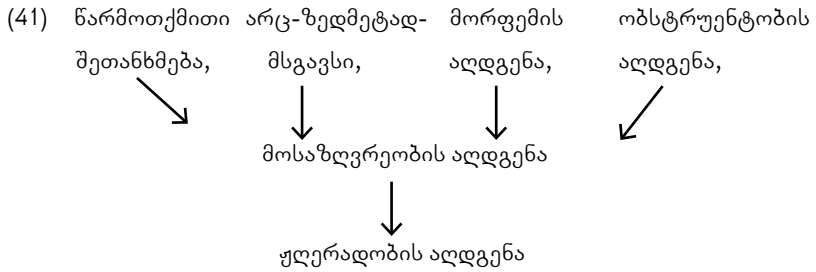 (41) წარმოთქმითი არც-ზედმეტად- მორფემის ობსტრუენტობის
შეთანხმება, მსგავსი, აღდგენა, აღდგენა,
მოსაზღვრეობის აღდგენა
ჟღერადობის აღდგენა